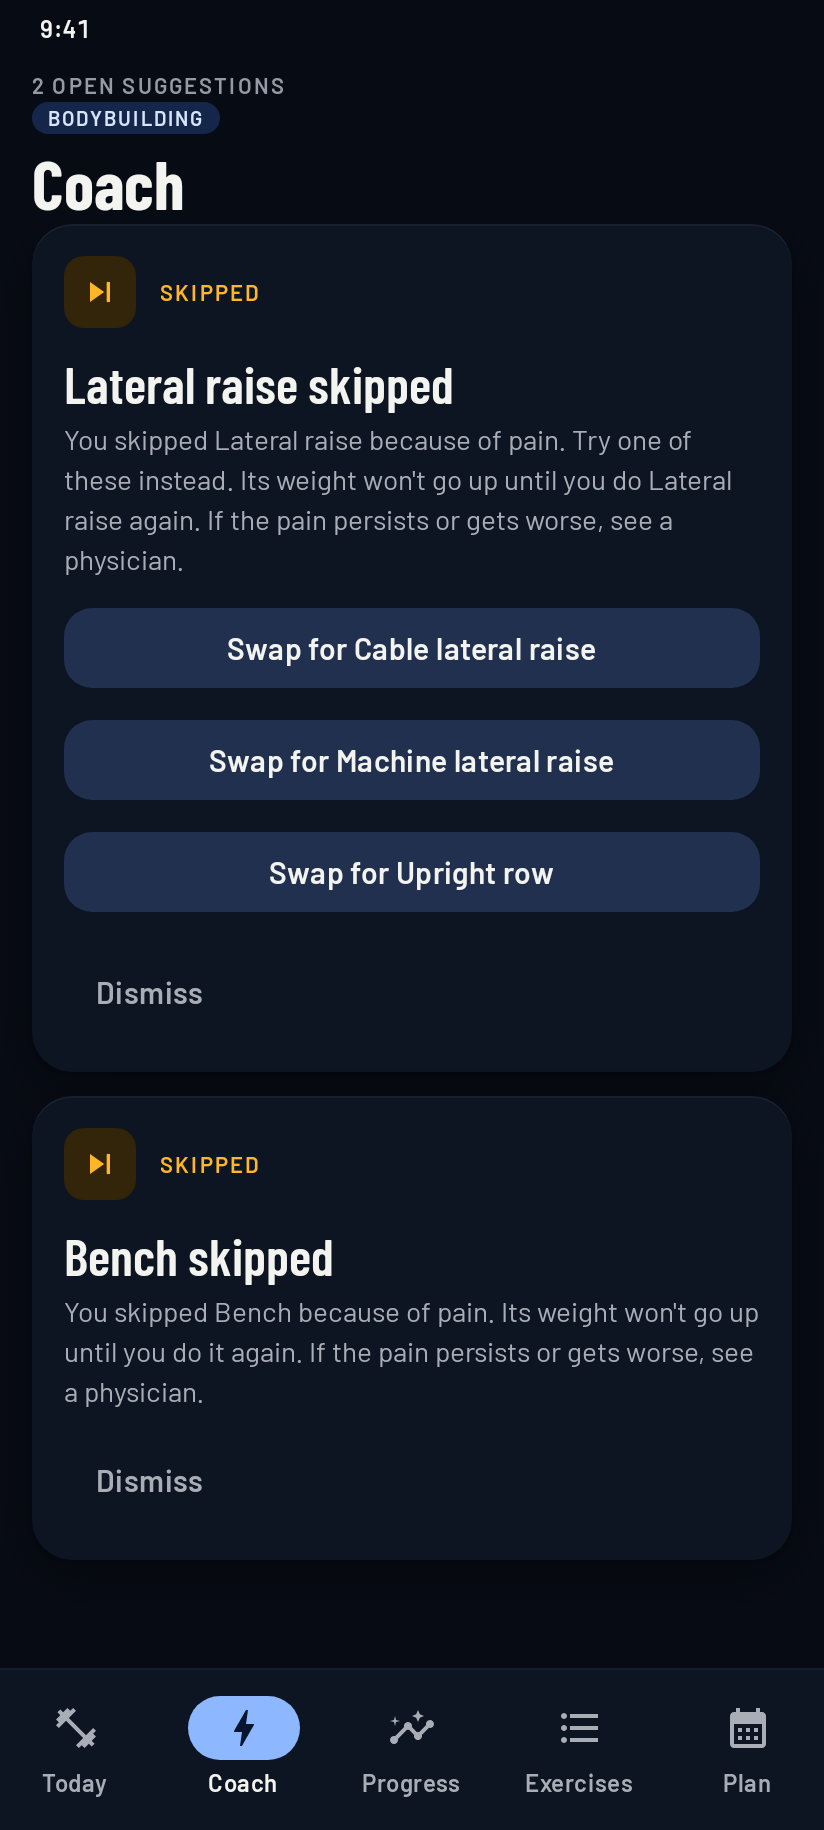 9:41
2 OPEN SUGGESTIONS
BODYBUILDING
Coach
SKIPPED
Lateral raise skipped
You skipped Lateral raise because of pain. Try one of
these instead. Its weight won't go up until you do Lateral
raise again. If the pain persists or gets worse, see a
physician.
Swap for Cable lateral raise
Swap for Machine lateral raise
Swap for Upright row
Dismiss
SKIPPED
Bench skipped
You skipped Bench because of pain. Its weight won't go up
until you do it again. If the pain persists or gets worse, see
a physician.
Dismiss
Today
Coach
Progress
Exercises
Plan